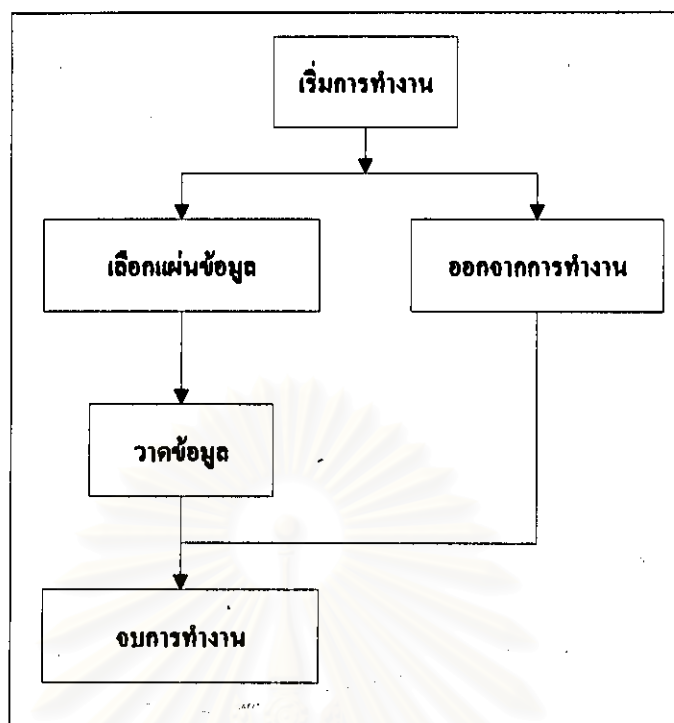 เริ่มการทำงาน
เลือกแผ่นข้อมูล
ออกจากการทำงาน
วาดข้อมูล
จบการทำงาน